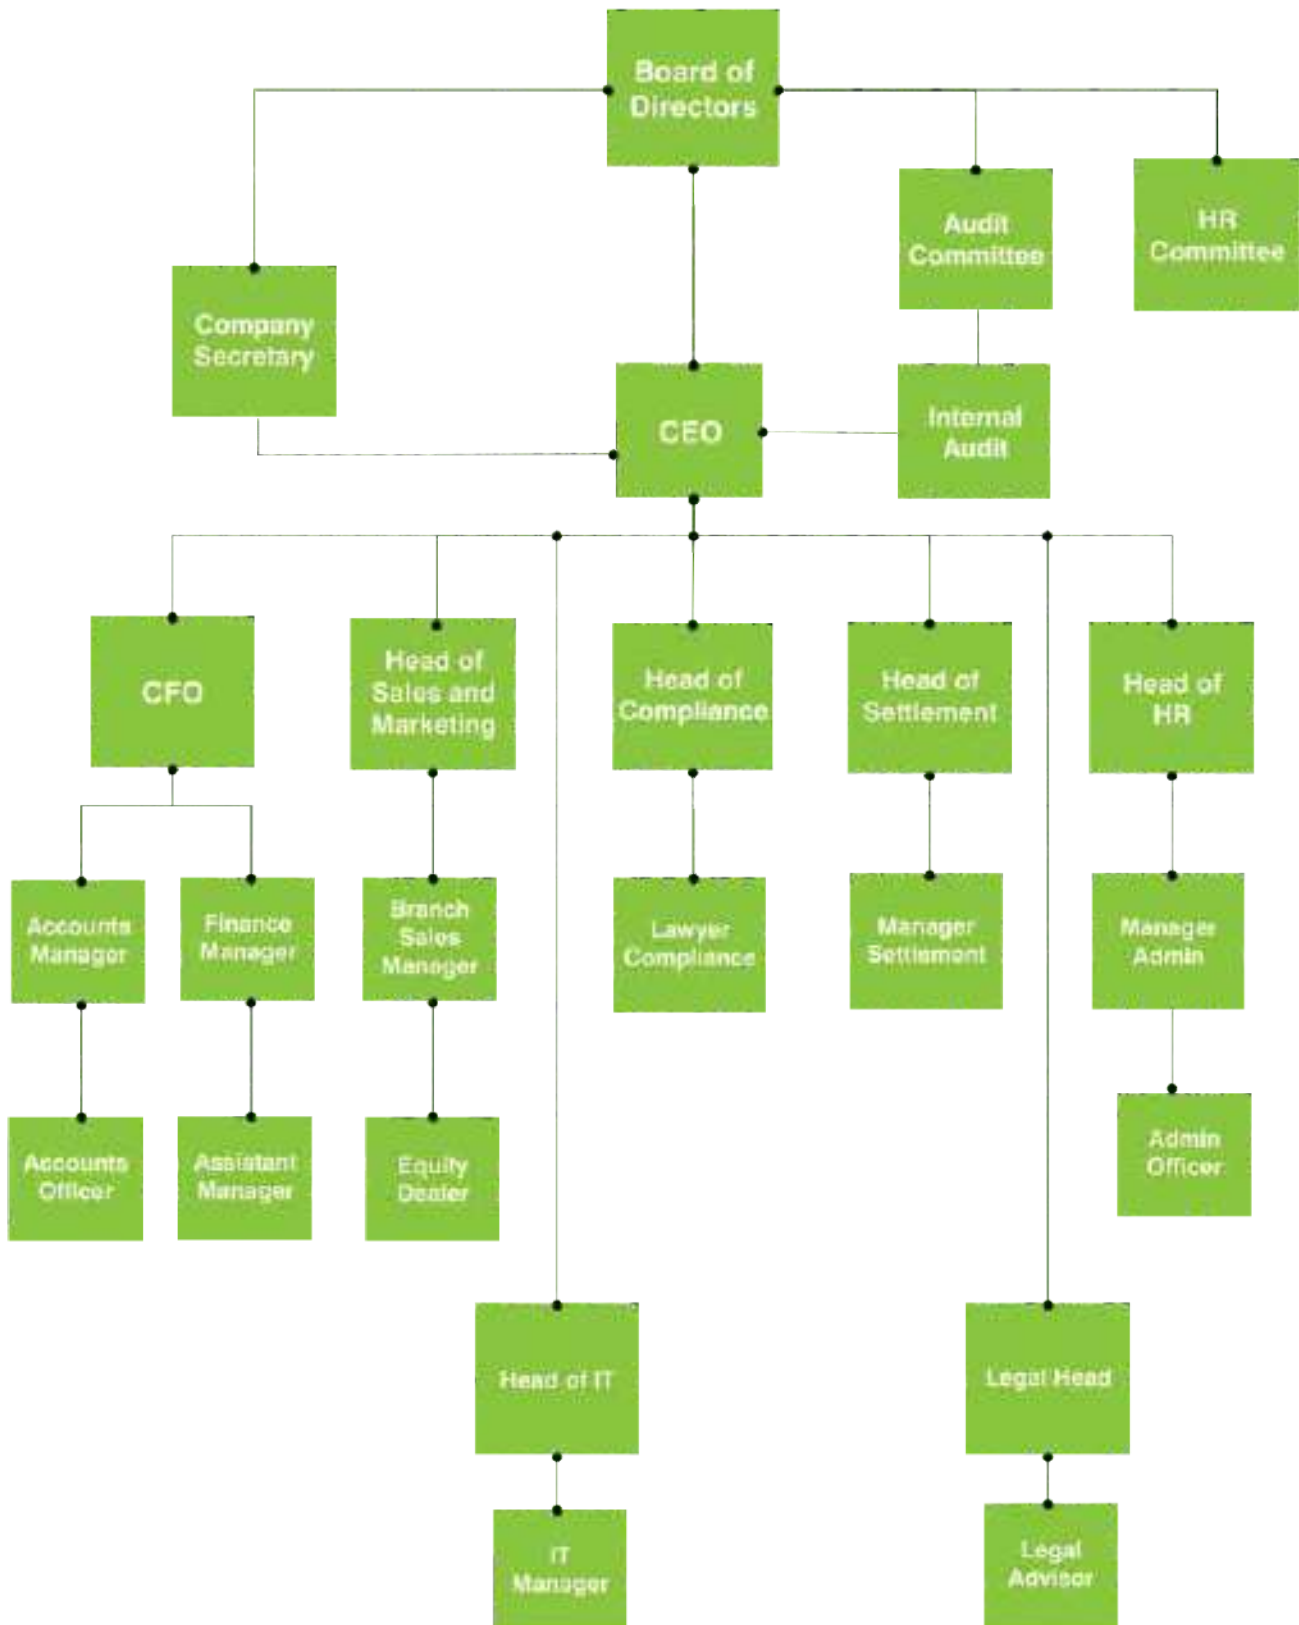 Board of
Directors
Audit
Committee
HR
Committee
Company
Secretary
CEO
Internal
Audit
CFO
Head of
Sales and
Marketing
Head of
Compliance
Head of
Settlement
Head of
HR
Accounts
Manager
Finance
Manager
Branch
Sales
Manager
Lawyer
Compliance
Manager
Settlement
Manager
Admin
Accounts
Officer
Assistant
Manager
Equity
Dealer
Admin
Officer
Head of IT
Legal Head
IT
Manager
Legal
Advisor